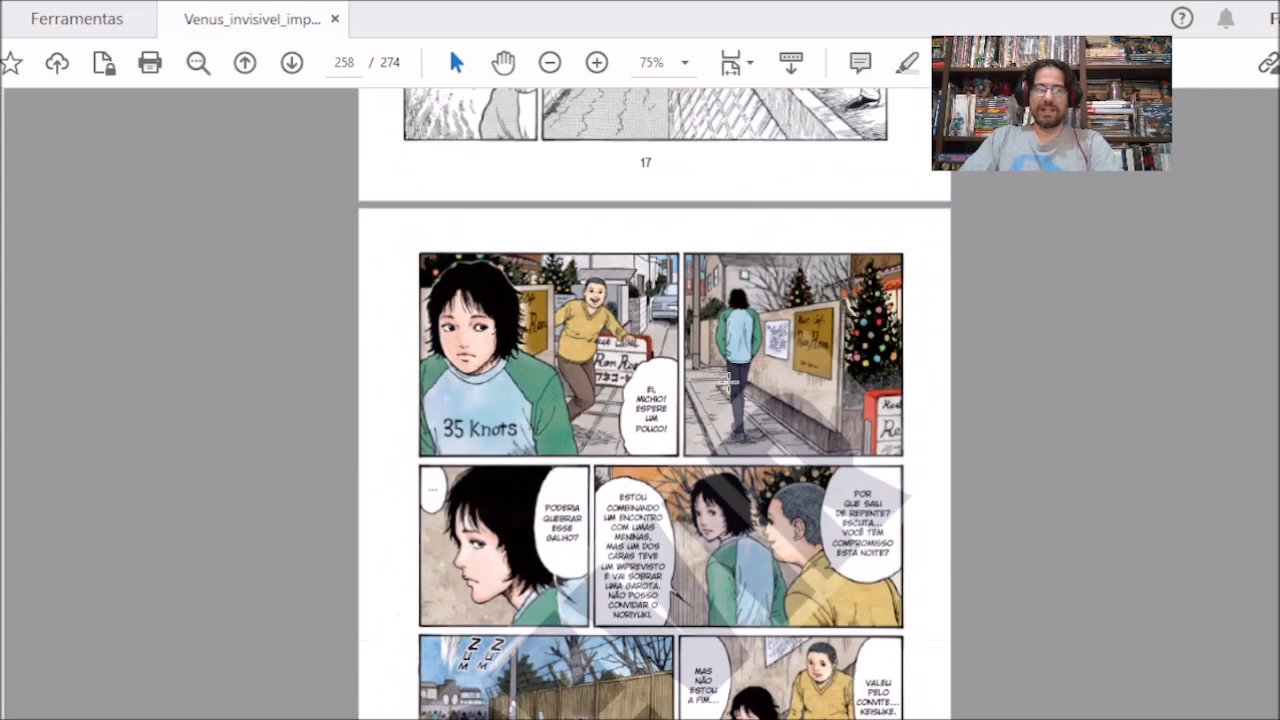 Ferramentas
Venus_invisivel_imp... ×
258 / 274
75%
17
EI,
MICHIO!
ESPERE
UM
POUCO!
35 Knots
...
PODERIA
QUEBRAR
ESSE
GALHO?
ESTOU
COMBINANDO
UM ENCONTRO
COM UMAS
MENINAS,
MAS UM DOS
CARAS TEVE
UM IMPREVISTO
E VAI SOBRAR
UMA GAROTA.
NÃO POSSO
CONVIDAR O
NORIYUKI.
POR
QUE SAIU
DE REPENTE?
ESCUTA...
VOCÊ TEM
COMPROMISSO
ESTA NOITE?
ZUM
ZUM
MAS
NÃO
ESTOU
A FIM...
VALEU
PELO
CONVITE...
KEISUKE.